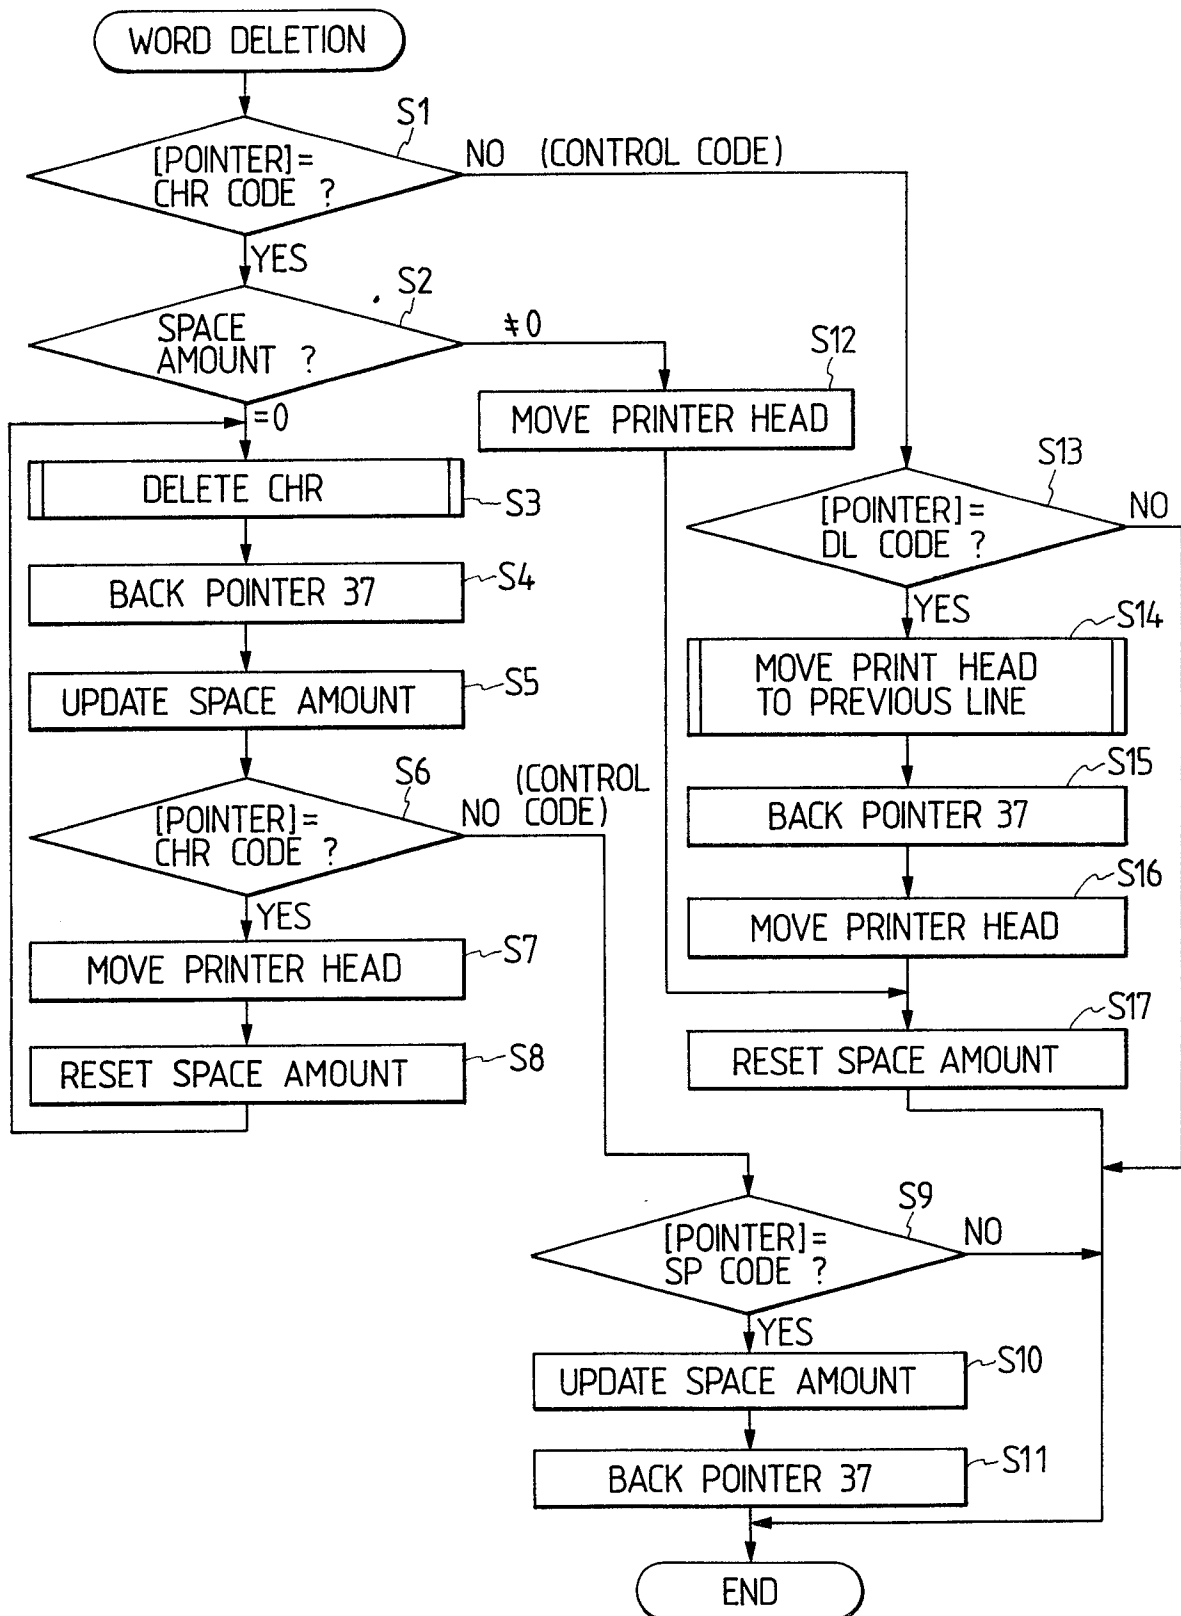 WORD DELETION
S1
[POINTER]=
CHR CODE ?
NO (CONTROL CODE)
YES
S2
SPACE
AMOUNT ?
≠0
=0
S12
MOVE PRINTER HEAD
DELETE CHR
S3
S13
[POINTER]=
DL CODE ?
NO
YES
BACK POINTER 37
S4
S14
MOVE PRINT HEAD
TO PREVIOUS LINE
UPDATE SPACE AMOUNT
S5
S15
BACK POINTER 37
S6
[POINTER]=
CHR CODE ?
(CONTROL
NO CODE)
YES
S16
MOVE PRINTER HEAD
MOVE PRINTER HEAD
S7
S17
RESET SPACE AMOUNT
RESET SPACE AMOUNT
S8
S9
[POINTER]=
SP CODE ?
NO
YES
UPDATE SPACE AMOUNT
S10
BACK POINTER 37
S11
END